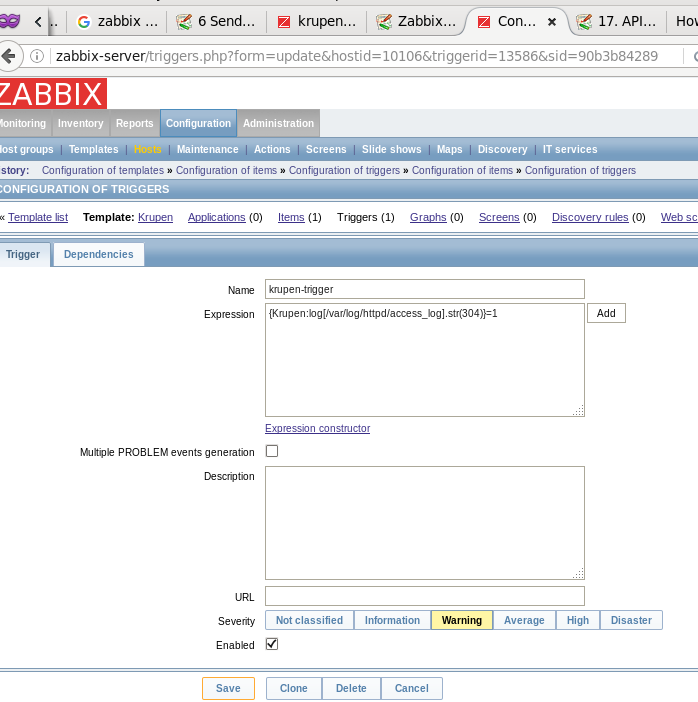 .. zabbix ... 6 Send... krupen... Zabbix... Con... × 17. API... How
zabbix-server/triggers.php?form=update&hostid=10106&triggerid=13586&sid=90b3b84289
ZABBIX
Monitoring Inventory Reports Configuration Administration
Host groups | Templates | Hosts | Maintenance | Actions | Screens | Slide shows | Maps | Discovery | IT services
story: Configuration of templates » Configuration of items » Configuration of triggers » Configuration of items » Configuration of triggers
CONFIGURATION OF TRIGGERS
« Template list Template: Krupen Applications (0) Items (1) Triggers (1) Graphs (0) Screens (0) Discovery rules (0) Web sc
Trigger Dependencies
Name krupen-trigger
Expression {Krupen:log[/var/log/httpd/access_log].str(304)}=1 Add
Expression constructor
Multiple PROBLEM events generation
Description
URL
Severity Not classified Information Warning Average High Disaster
Enabled
Save Clone Delete Cancel